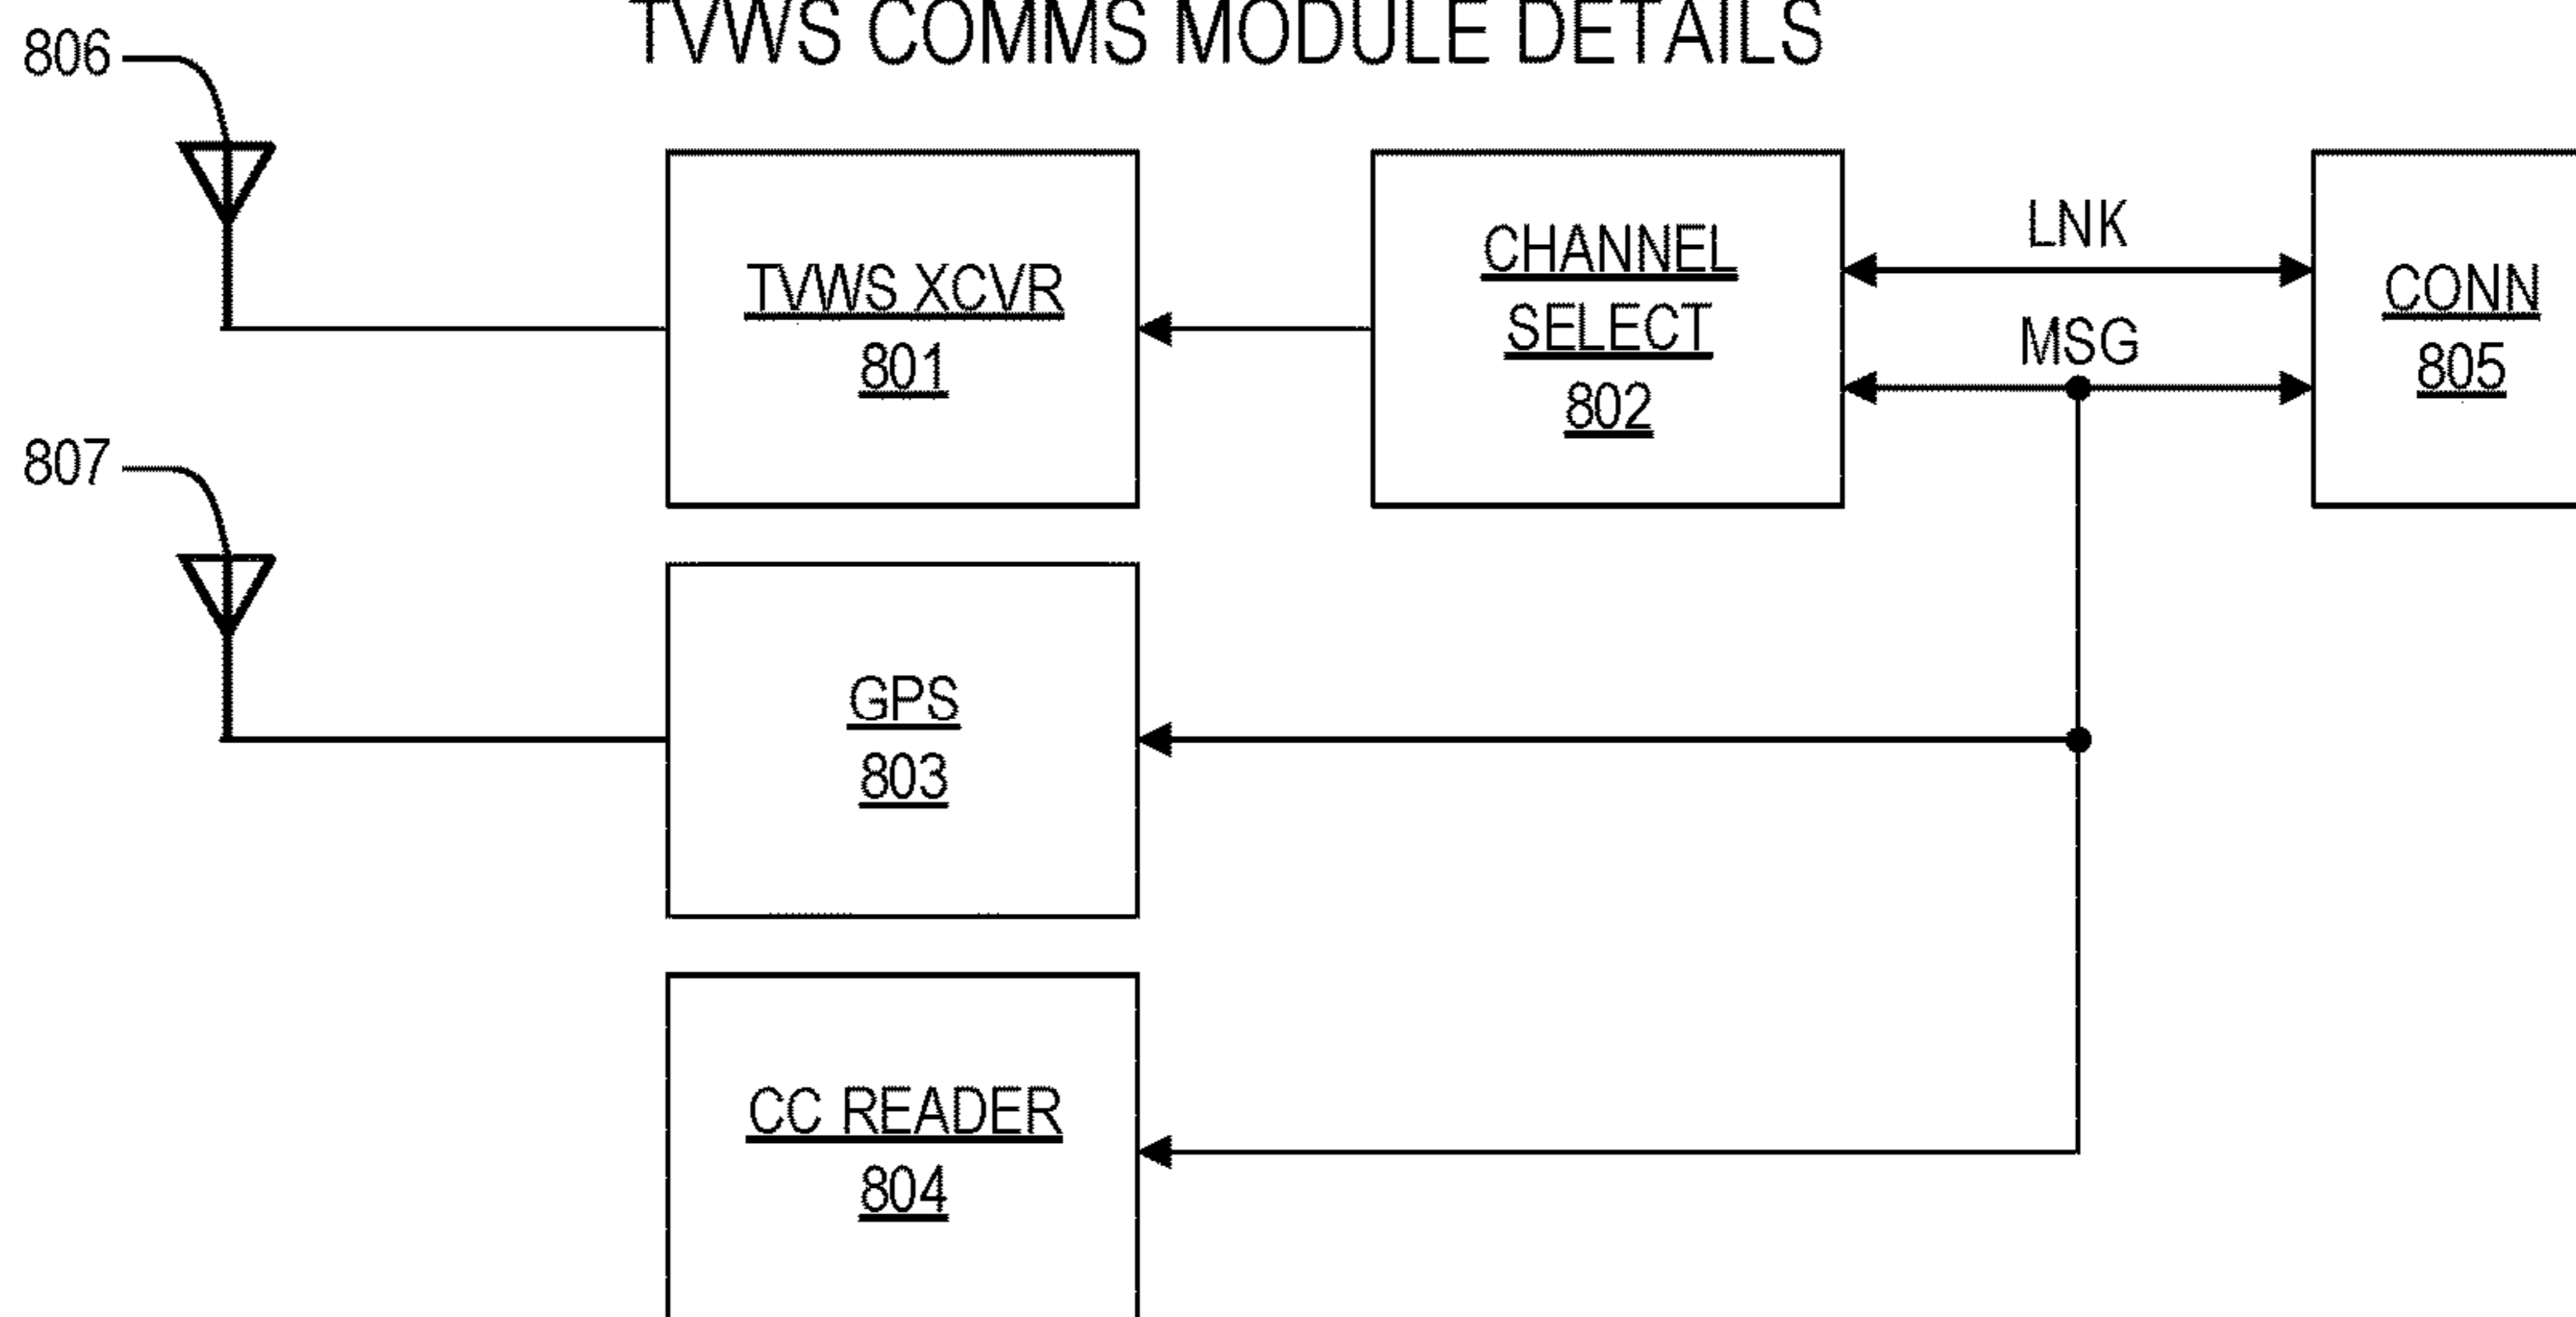 TVWS COMMS MODULE DETAILS
806
TVWS XCVR
801
CHANNEL
SELECT
802
LNK
MSG
CONN
805
807
GPS
803
CC READER
804